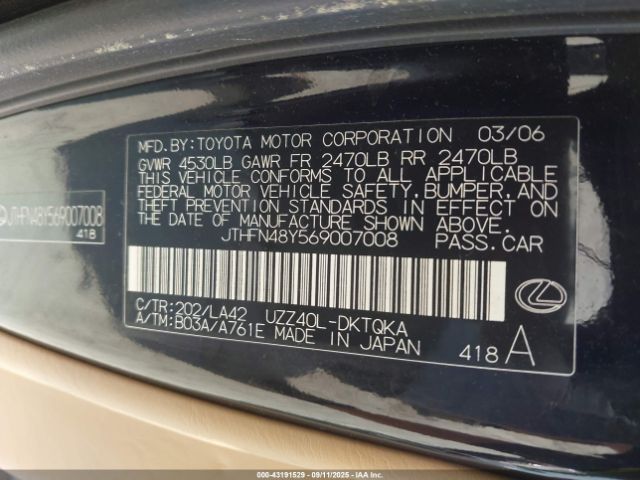 MFD.BY:TOYOTA MOTOR CORPORATION 03/06
GVWR 4530LB GAWR FR 2470LB RR 2470LB
THIS VEHICLE CONFORMS TO ALL APPLICABLE
FEDERAL MOTOR VEHICLE SAFETY, BUMPER, AND
THEFT PREVENTION STANDARDS IN EFFECT ON
THE DATE OF MANUFACTURE SHOWN ABOVE.
JTHFN48Y569007008 PASS.CAR
C/TR:202/LA42 UZZ40L-DKTQKA
A/TM:B03A/A761E MADE IN JAPAN
418 A
JTHFN48Y569007008
418
000-43191529 - 09/11/2025 - IAAI.COM